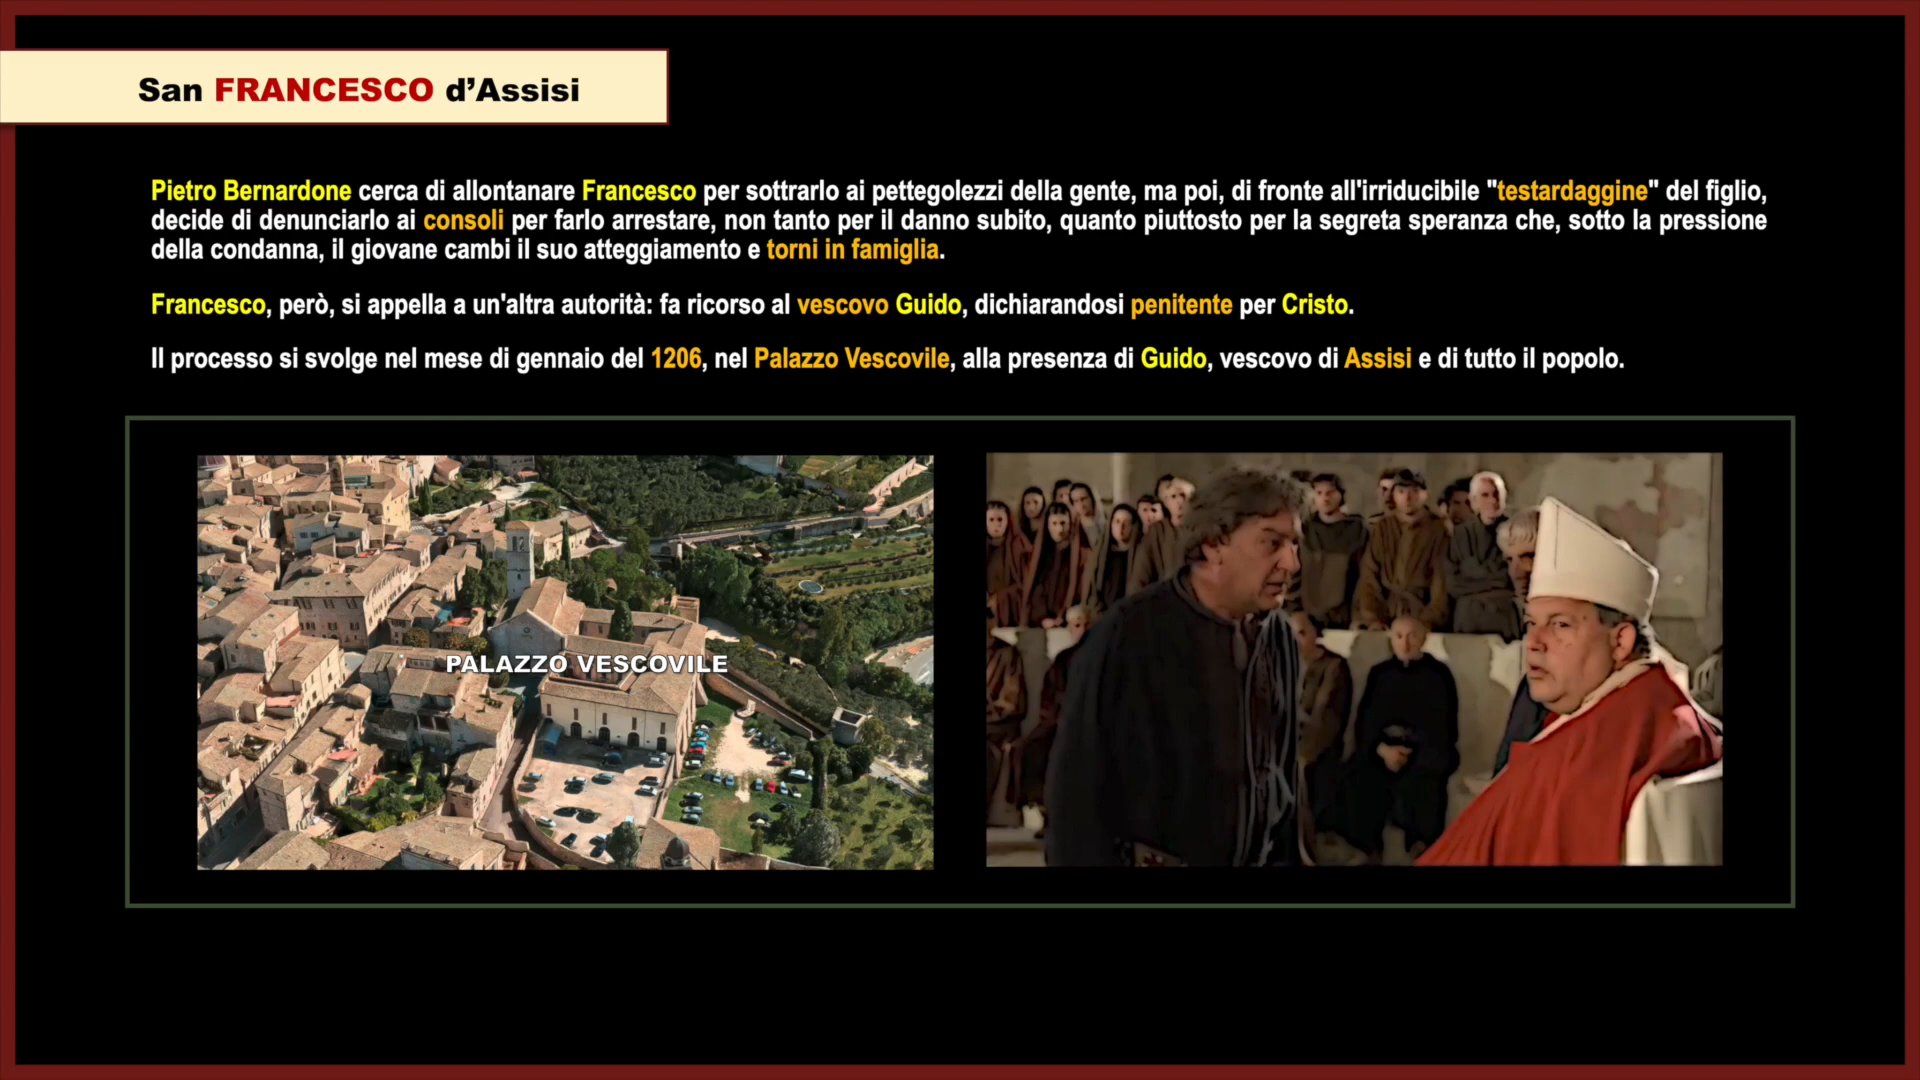 San FRANCESCO d’Assisi
Pietro Bernardone cerca di allontanare Francesco per sottrarlo ai pettegolezzi della gente, ma poi, di fronte all'irriducibile "testardaggine" del figlio,
decide di denunciarlo ai consoli per farlo arrestare, non tanto per il danno subito, quanto piuttosto per la segreta speranza che, sotto la pressione
della condanna, il giovane cambi il suo atteggiamento e torni in famiglia.
Francesco, però, si appella a un'altra autorità: fa ricorso al vescovo Guido, dichiarandosi penitente per Cristo.
Il processo si svolge nel mese di gennaio del 1206, nel Palazzo Vescovile, alla presenza di Guido, vescovo di Assisi e di tutto il popolo.
PALAZZO VESCOVILE